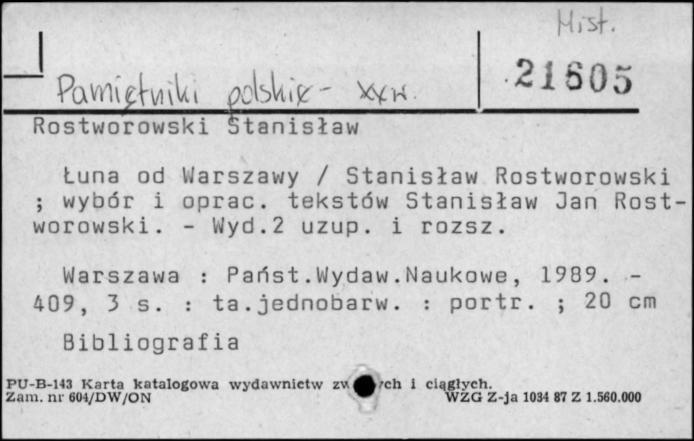 Hist.
21605
Pamiętniki polskie - XX w.
Rostworowski Stanisław
Łuna od Warszawy / Stanisław Rostworowski
; wybór i oprac. tekstów Stanisław Jan Rost-
worowski. - Wyd.2 uzup. i rozsz.
Warszawa : Państ.Wydaw.Naukowe, 1989. -
409, 3 s. : ta.jednobarw. : portr. ; 20 cm
Bibliografia
PU-B-143 Karta katalogowa wydawnictw i ciągłych.
Zam. nr 604/DW/ON WZG Z-ja 1034 87 Z 1.560.000